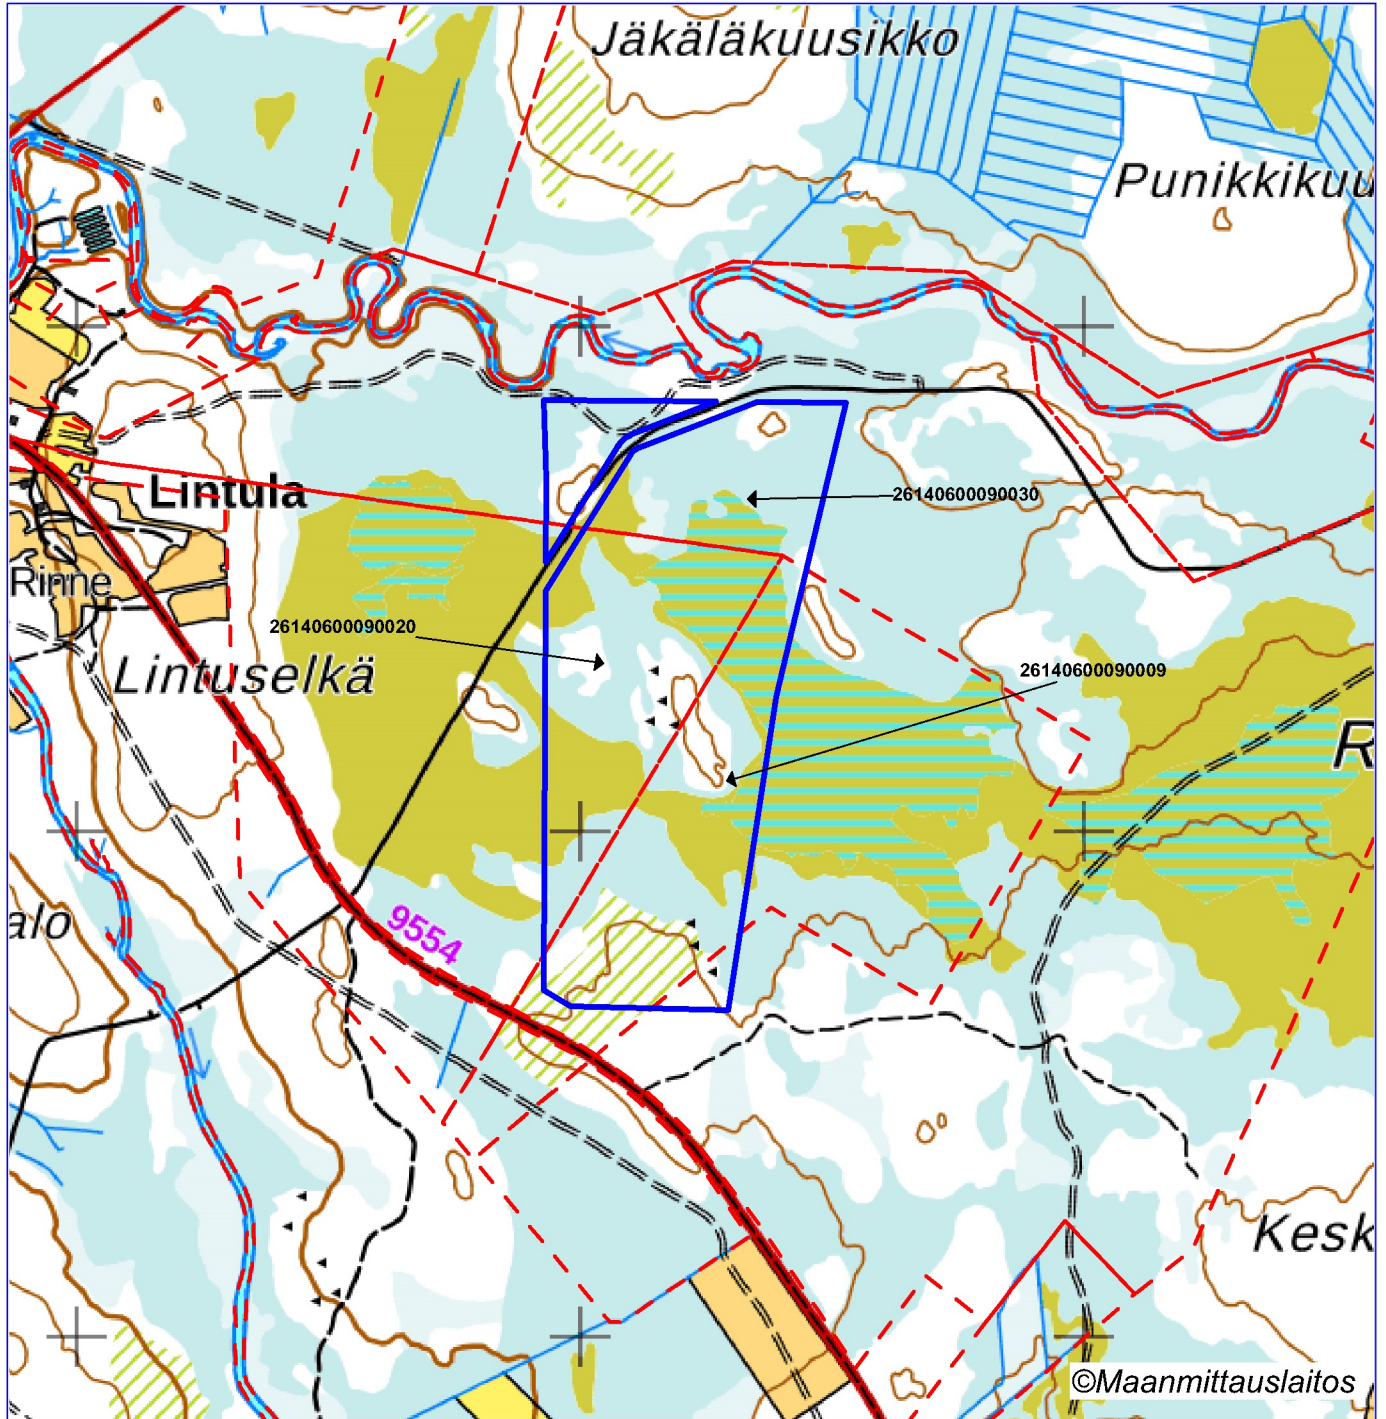 Jäkäläkuusikko
Punikkikuu
Lintula
26140600090030
Rinne
26140600090020
Lintuselkä
26140600090009
R
alo
9554
Kesk
©Maanmittauslaitos